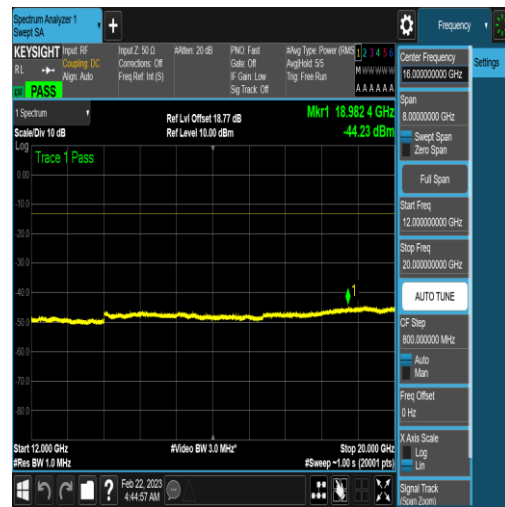 Spectrum Analyzer 1
Swept SA
+
Frequency
KEYSIGHT
RL
PASS
Input: RF
Coupling: DC
Align: Auto
Input Z: 50 Ω
Corrections: Off
Freq Ref: Int (S)
#Atten: 20 dB
PNO: Fast
Gate: Off
IF Gain: Low
Sig Track: Off
#Avg Type: Power (RMS
Avg|Hold: 5/5
Trig: Free Run
1 2 3 4 5 6
M W W W W W
A A A A A A
Center Frequency
16.000000000 GHz
Settings
Span
8.00000000 GHz
Swept Span
Zero Span
Full Span
Start Freq
12.000000000 GHz
Stop Freq
20.000000000 GHz
AUTO TUNE
CF Step
800.000000 MHz
Auto
Man
Freq Offset
0 Hz
X Axis Scale
Log
Lin
Signal Track
(Span Zoom)
1 Spectrum
Scale/Div 10 dB
Log
Ref Lvl Offset 18.77 dB
Ref Level 10.00 dBm
Mkr1 18.982 4 GHz
-44.23 dBm
Trace 1 Pass
0.00
-10.0
-20.0
-30.0
-40.0
1
-50.0
-60.0
-70.0
-80.0
Start 12.000 GHz
#Res BW 1.0 MHz
#Video BW 3.0 MHz*
Stop 20.000 GHz
#Sweep ~1.00 s (20001 pts)
?
Feb 22, 2023
4:44:57 AM